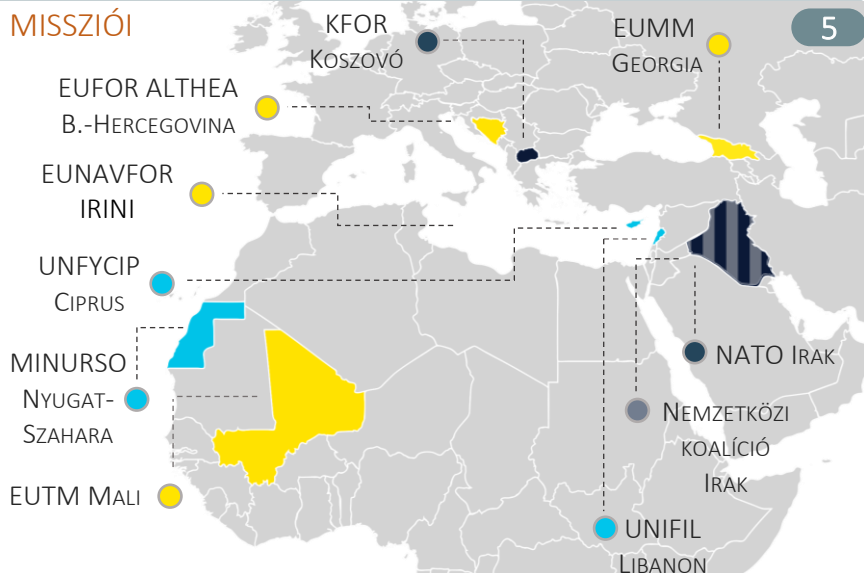 MISSZIÓI
5
KFOR
KOSZOVÓ
EUMM
GEORGIA
EUFOR ALTHEA
B.-HERCEGOVINA
EUNAVFOR
IRINI
UNFYCIP
CIPRUS
MINURSO
NYUGAT-
SZAHARA
EUTM MALI
NATO IRAK
NEMZETKÖZI
KOALÍCIÓ
IRAK
UNIFIL
LIBANON